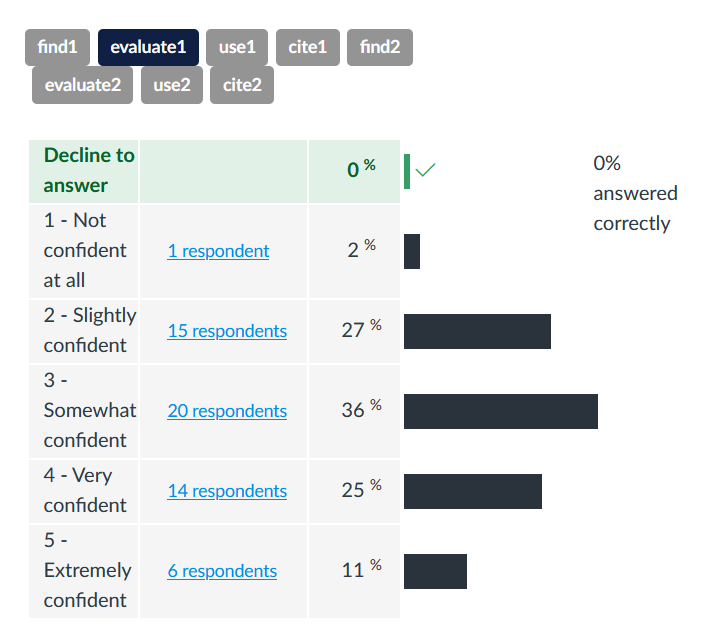 find1 evaluate1 use1 cite1 find2
evaluate2 use2 cite2
Decline to
answer
0 %
0%
answered
correctly
1 - Not
confident
at all
1 respondent
2 %
2 - Slightly
confident
15 respondents
27 %
3 -
Somewhat
confident
20 respondents
36 %
4 - Very
confident
14 respondents
25 %
5 -
Extremely
confident
6 respondents
11 %